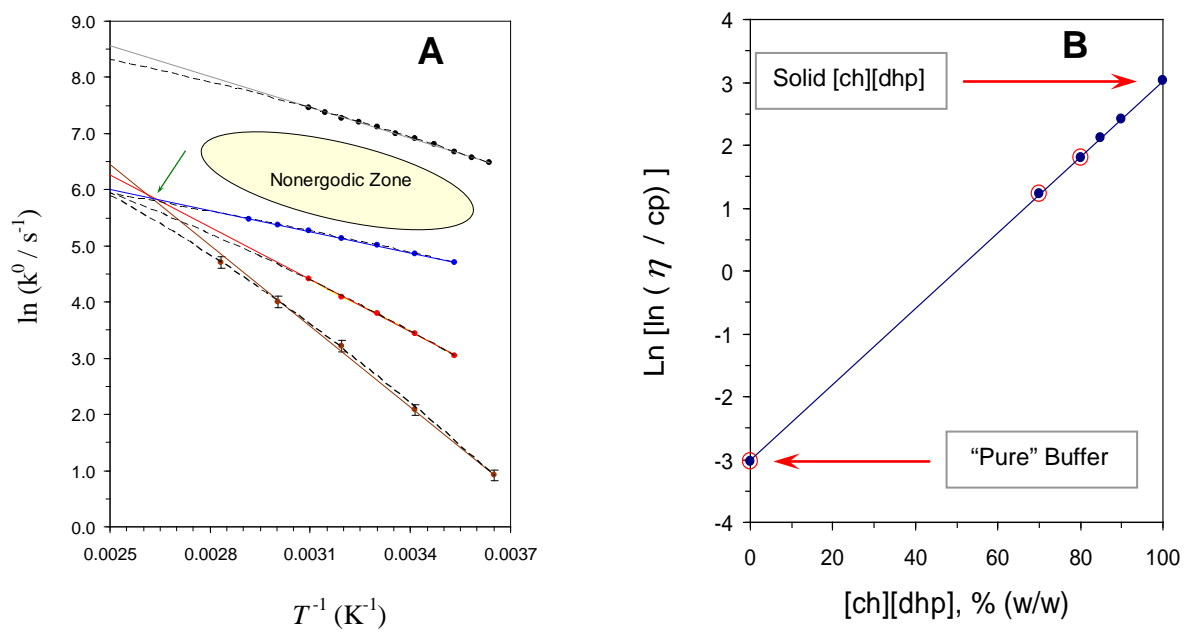 A
9.0
8.0
7.0
6.0
5.0
4.0
3.0
2.0
1.0
0.0
ln (k⁰ / s⁻¹)
Nonergodic Zone
0.0025 0.0028 0.0031 0.0034 0.0037
T⁻¹ (K⁻¹)
B
4
3
2
1
0
-1
-2
-3
-4
Ln [ln ( η / cp) ]
Solid [ch][dhp]
“Pure” Buffer
0 20 40 60 80 100
[ch][dhp], % (w/w)